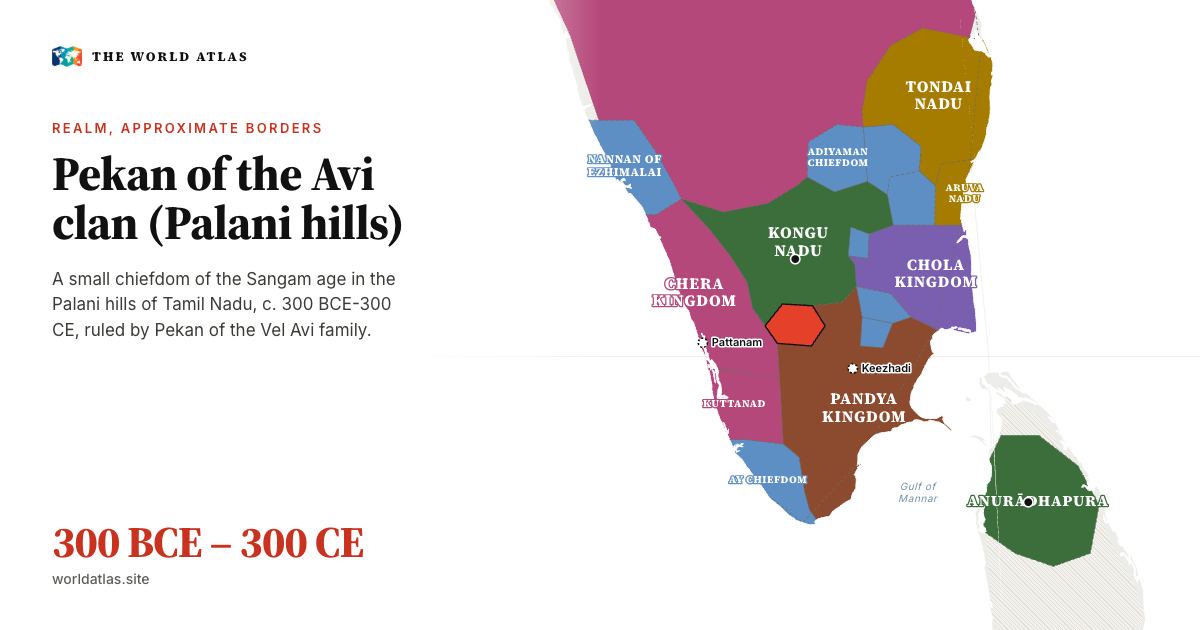 THE WORLD ATLAS
REALM, APPROXIMATE BORDERS
Pekan of the Avi
clan (Palani hills)
A small chiefdom of the Sangam age in the
Palani hills of Tamil Nadu, c. 300 BCE-300
CE, ruled by Pekan of the Vel Avi family.
300 BCE – 300 CE
worldatlas.site
TONDAI
NADU
NANNAN OF
EZHIMALAI
ADIYAMAN
CHIEFDOM
ARUVA
NADU
KONGU
NADU
CHOLA
KINGDOM
CHERA
KINGDOM
Pattanam
Keezhadi
KUTTANAD
PANDYA
KINGDOM
AY CHIEFDOM
Gulf of
Mannar
ANURĀDHAPURA